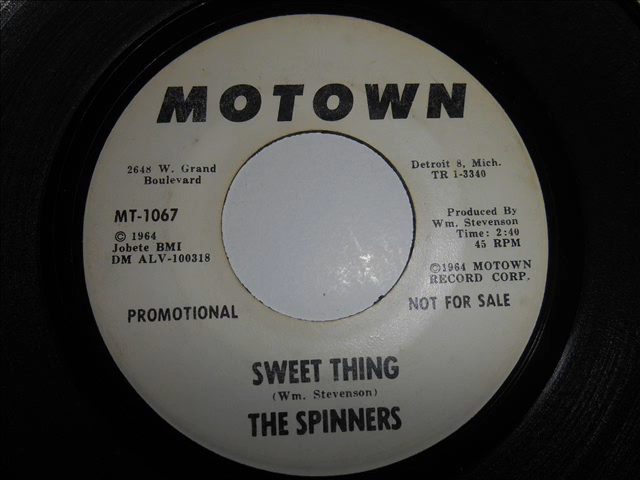 MOTOWN
2648 W. Grand
Boulevard
Detroit 8, Mich.
TR 1-3340
MT-1067
© 1964
Jobete BMI
DM ALV-100318
Produced By
Wm. Stevenson
Time: 2:40
45 RPM
©1964 MOTOWN
RECORD CORP.
PROMOTIONAL
NOT FOR SALE
SWEET THING
(Wm. Stevenson)
THE SPINNERS